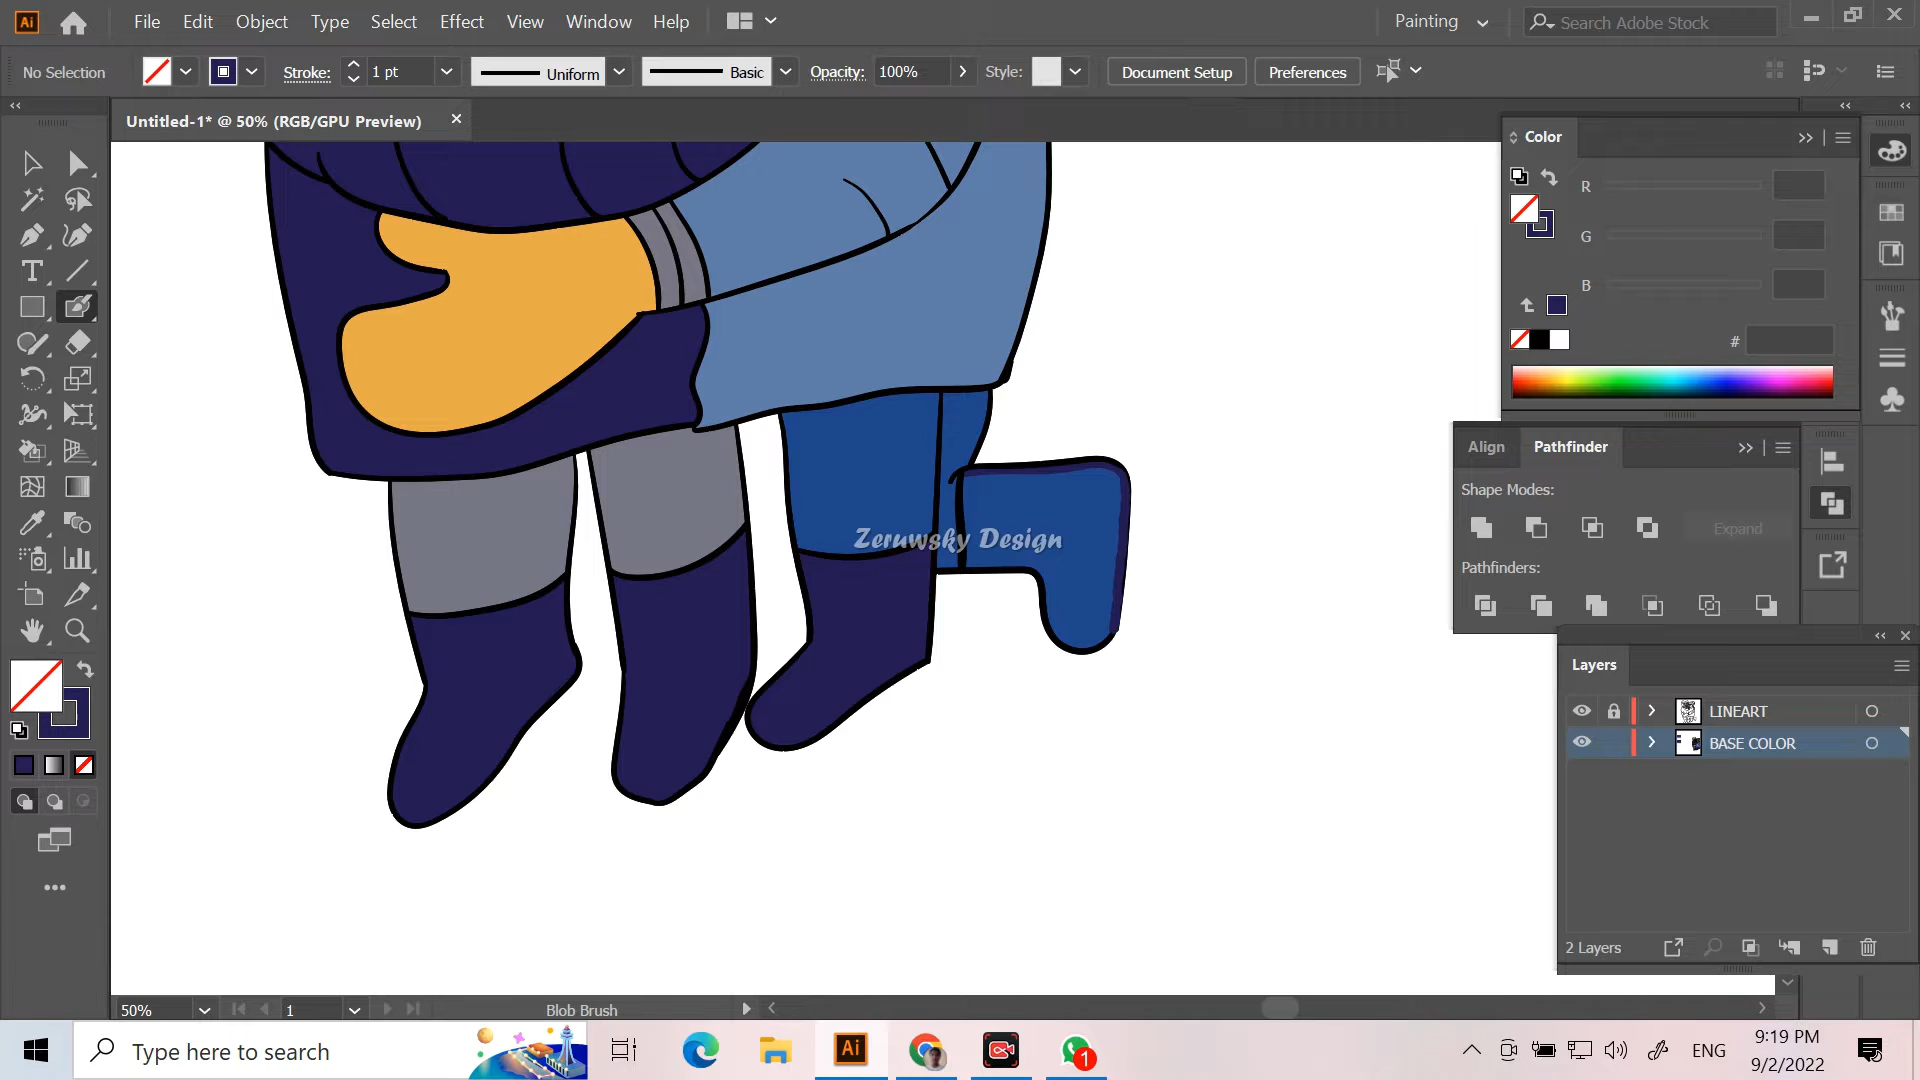 Ai File Edit Object Type Select Effect View Window Help Painting Search Adobe Stock
No Selection Stroke: 1 pt Uniform Basic Opacity: 100% Style: Document Setup Preferences
Untitled-1* @ 50% (RGB/GPU Preview)
Color
R
G
B
#
Align Pathfinder
Shape Modes:
Expand
Pathfinders:
Zeruwsky Design
Layers
LINEART
BASE COLOR
2 Layers
50% 1 Blob Brush
Type here to search Ai 1 ENG 9:19 PM
9/2/2022